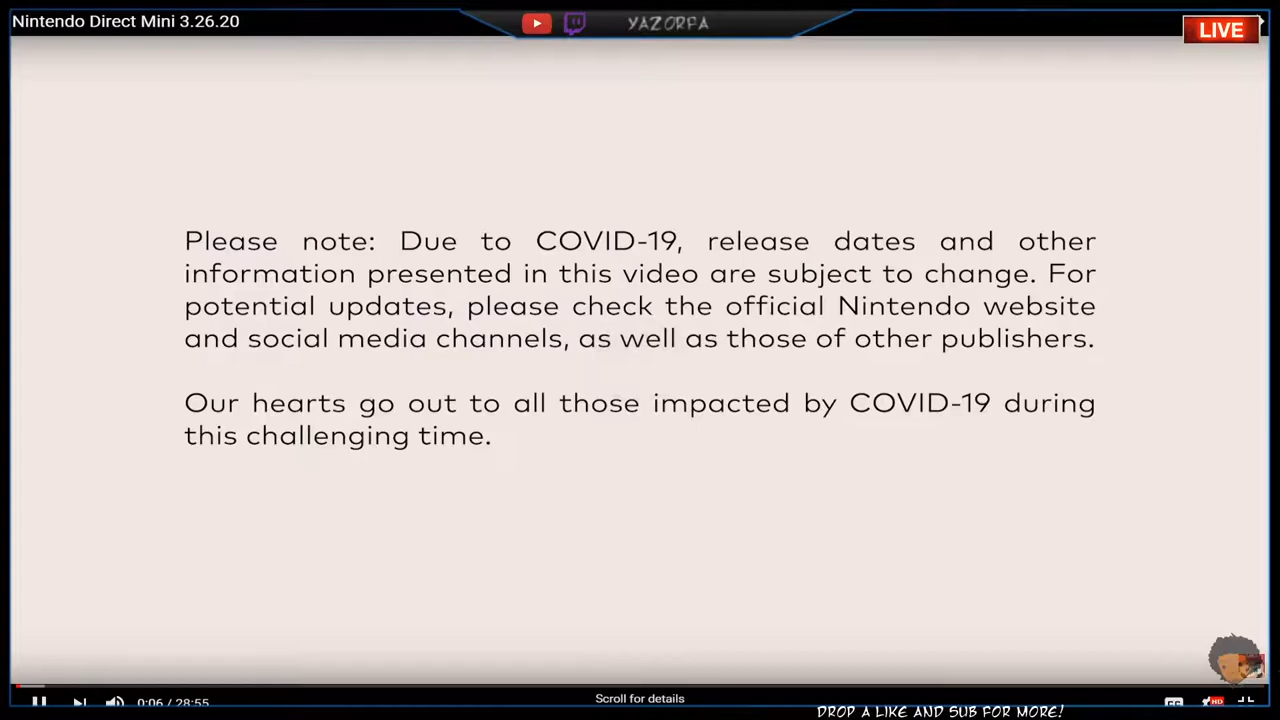 Nintendo Direct Mini 3.26.20
YAZORFA
LIVE
Please note: Due to COVID-19, release dates and other
information presented in this video are subject to change. For
potential updates, please check the official Nintendo website
and social media channels, as well as those of other publishers.
Our hearts go out to all those impacted by COVID-19 during
this challenging time.
0:06 / 28:55
Scroll for details
CC
HD
DROP A LIKE AND SUB FOR MORE!